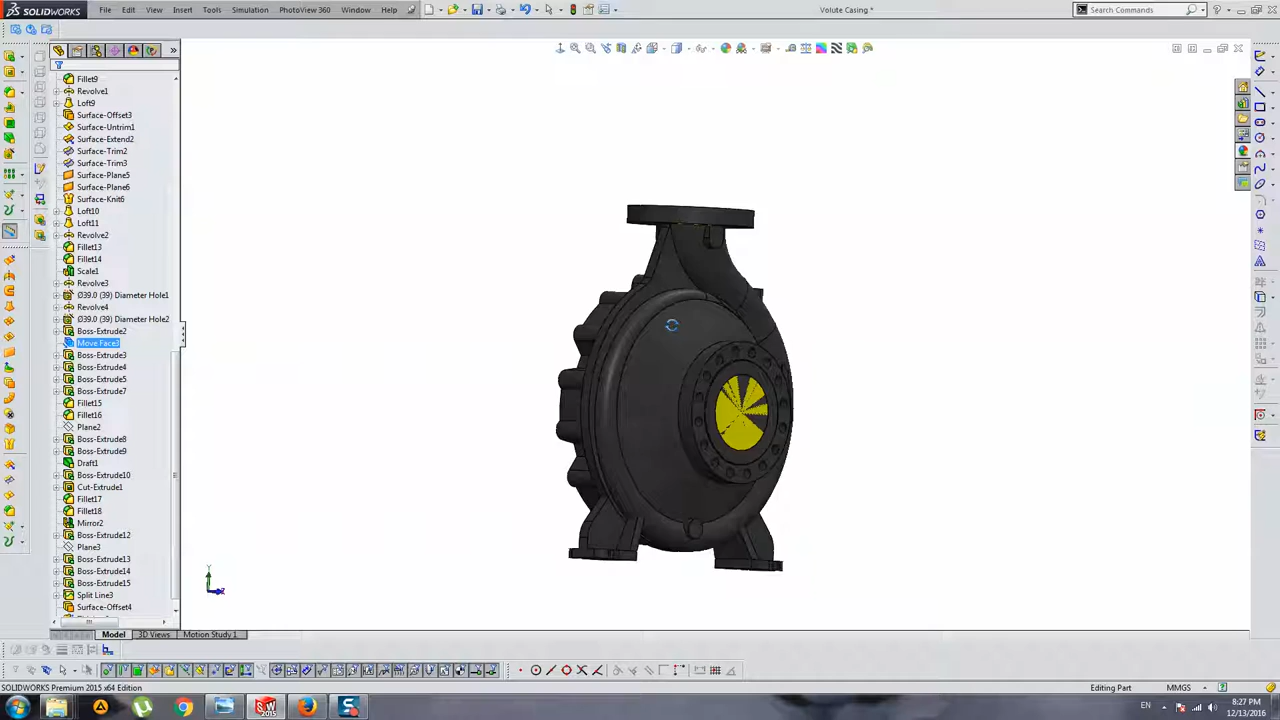 SOLIDWORKS
File Edit View Insert Tools Simulation PhotoView 360 Window Help
Volute Casing *
Search Commands
Fillet9
Revolve1
Loft9
Surface-Offset3
Surface-Untrim1
Surface-Extend2
Surface-Trim2
Surface-Trim3
Surface-Plane5
Surface-Plane6
Surface-Knit6
Loft10
Loft11
Revolve2
Fillet13
Fillet14
Scale1
Revolve3
Ø39.0 (39) Diameter Hole1
Revolve4
Ø39.0 (39) Diameter Hole2
Boss-Extrude2
Move Face3
Boss-Extrude3
Boss-Extrude4
Boss-Extrude5
Boss-Extrude7
Fillet15
Fillet16
Plane2
Boss-Extrude8
Boss-Extrude9
Draft1
Boss-Extrude10
Cut-Extrude1
Fillet17
Fillet18
Mirror2
Boss-Extrude12
Plane3
Boss-Extrude13
Boss-Extrude14
Boss-Extrude15
Split Line3
Surface-Offset4
Y
Z
Model 3D Views Motion Study 1
SOLIDWORKS Premium 2015 x64 Edition
Editing Part
MMGS
EN
8:27 PM
12/13/2016